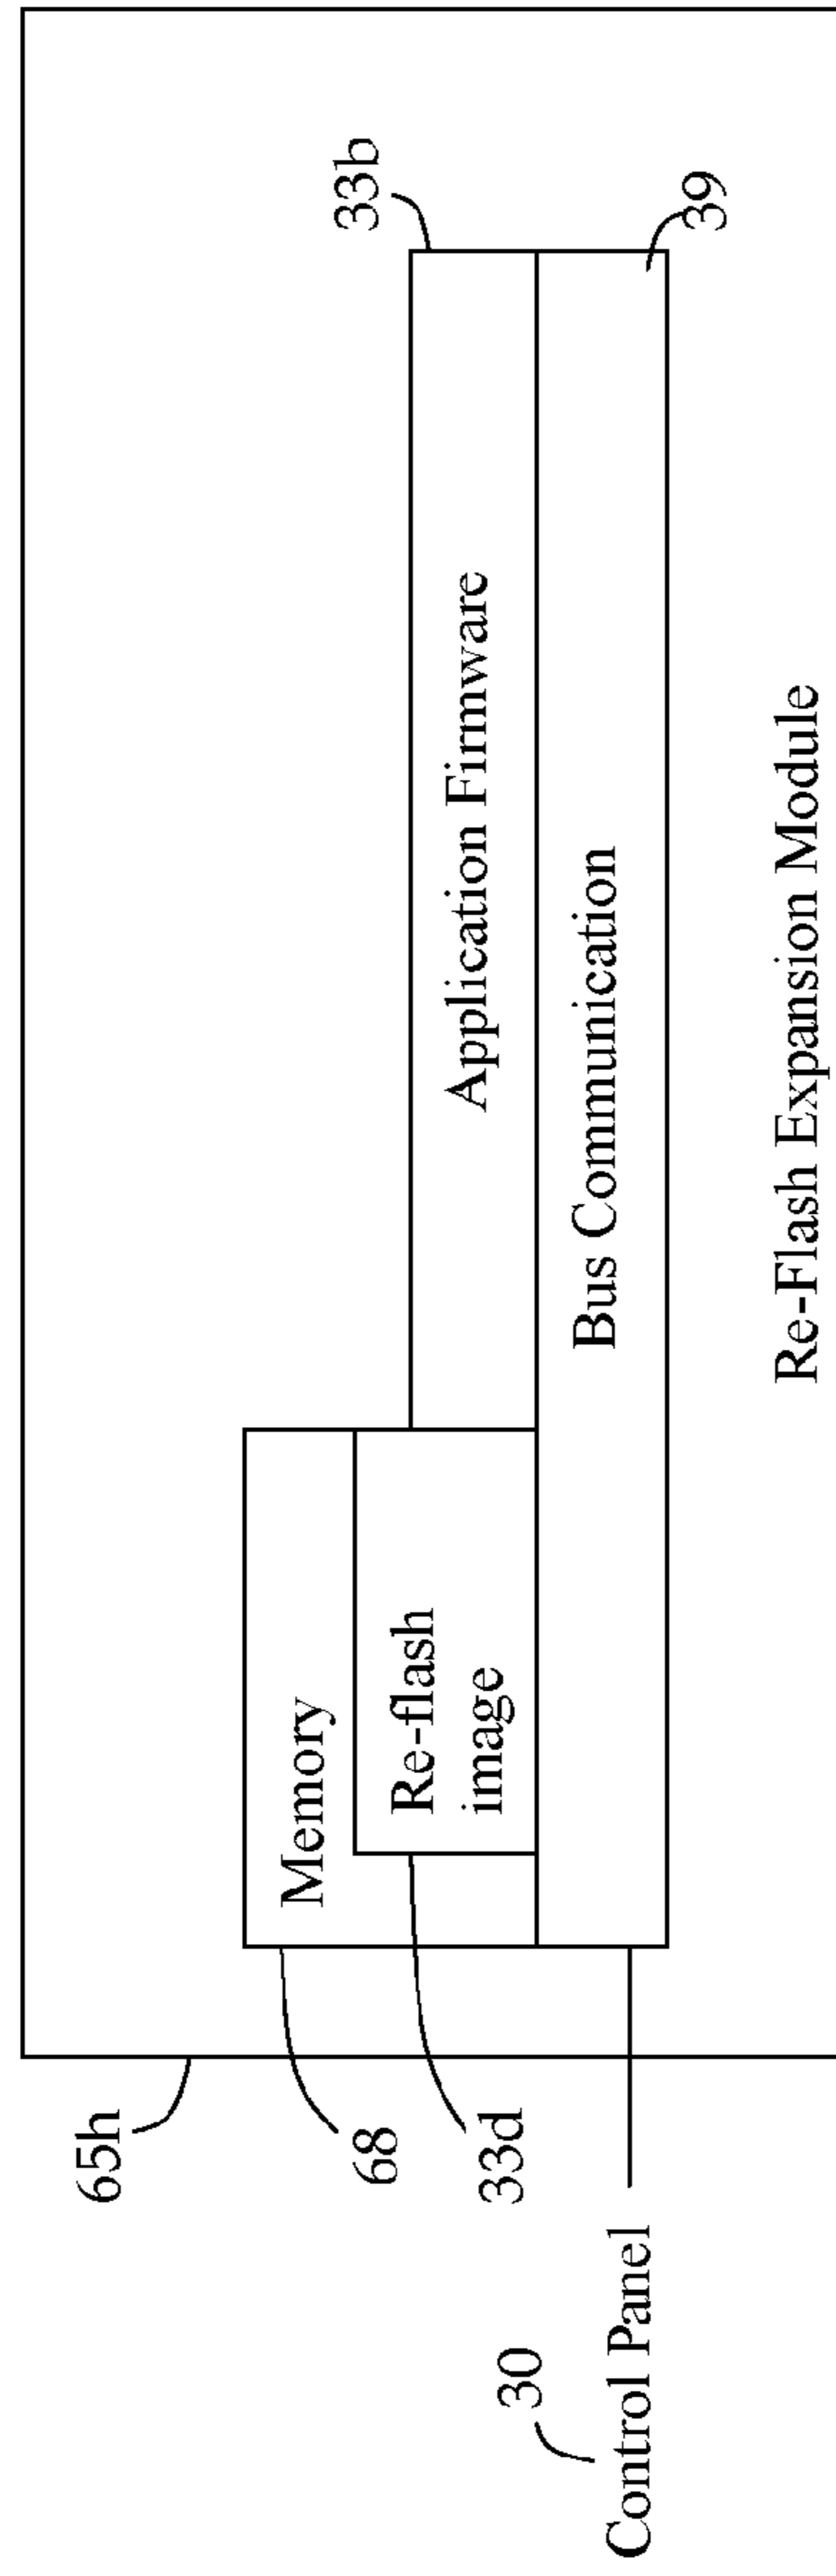 65h
68
Memory
33d
Re-flash
image
33b
Application Firmware
30
Control Panel
Bus Communication
39
Re-Flash Expansion Module